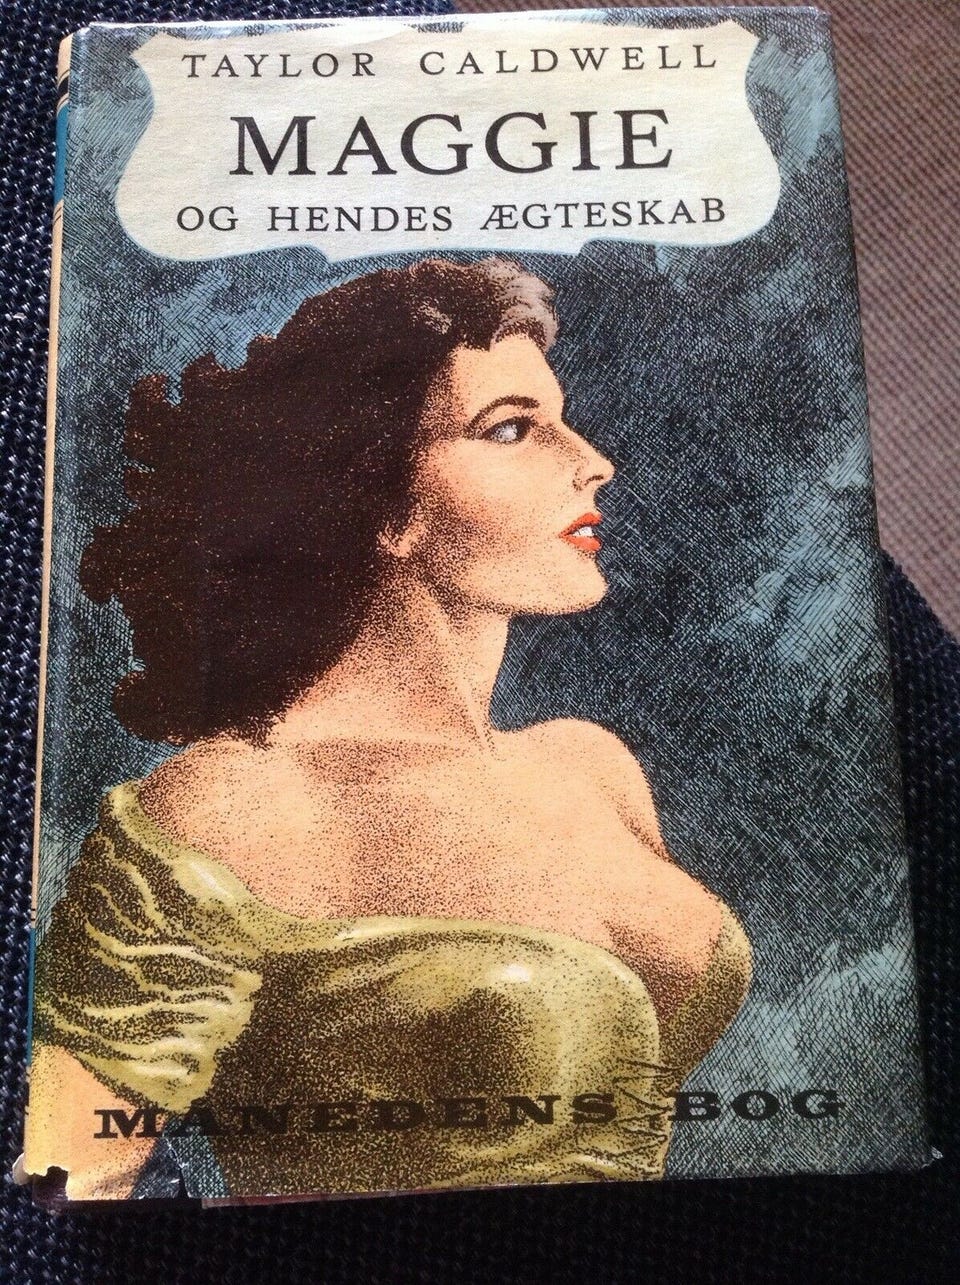 TAYLOR CALDWELL
MAGGIE
OG HENDES ÆGTESKAB
MÅNEDENS BOG